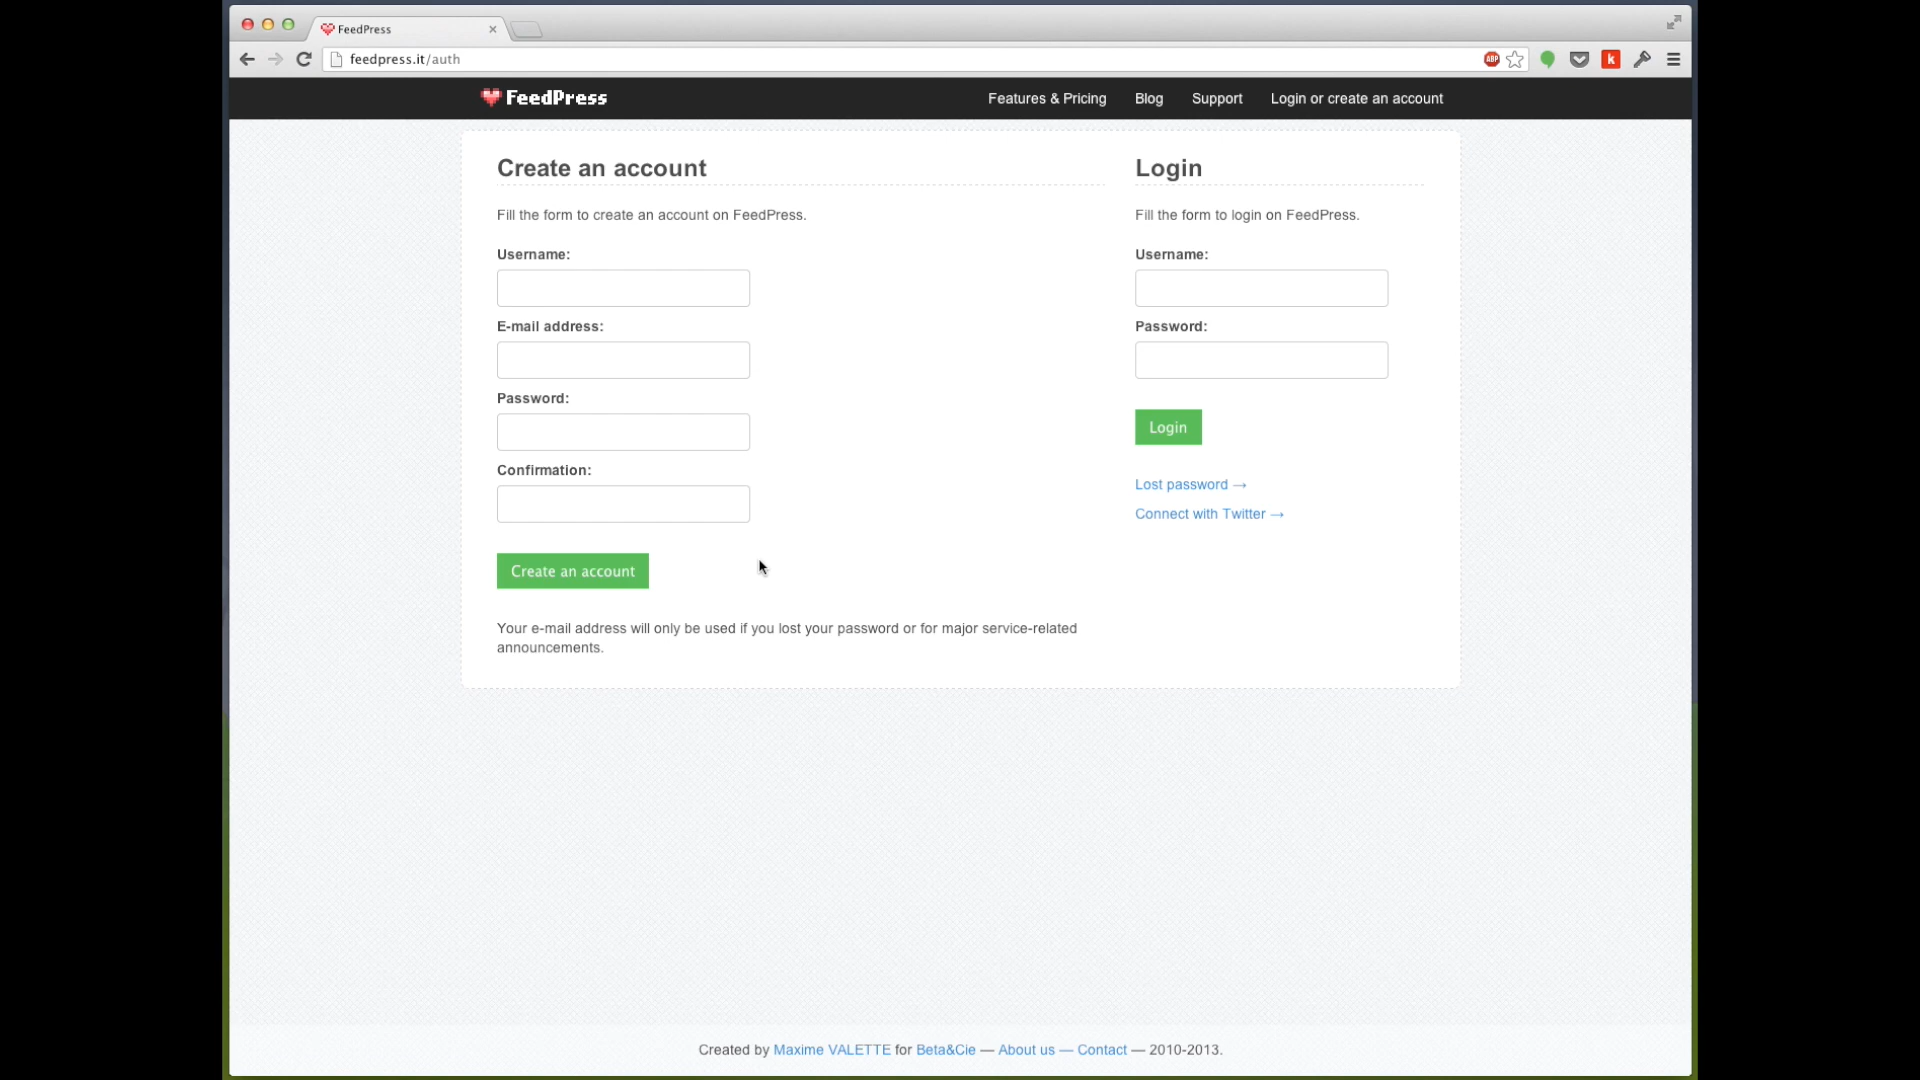 FeedPress
feedpress.it/auth
ABP
k
FeedPress
Features & Pricing
Blog
Support
Login or create an account
Create an account
Fill the form to create an account on FeedPress.
Username:
E-mail address:
Password:
Confirmation:
Create an account
Your e-mail address will only be used if you lost your password or for major service-related
announcements.
Login
Fill the form to login on FeedPress.
Username:
Password:
Login
Lost password →
Connect with Twitter →
Created by Maxime VALETTE for Beta&Cie — About us — Contact — 2010-2013.